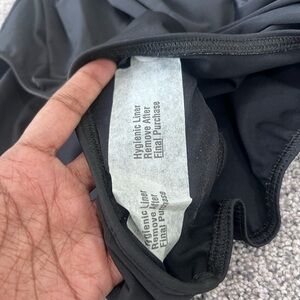 Hygienic Liner
Remove After
Final Purchase
Hygienic Liner
Remove After
Final Purchase